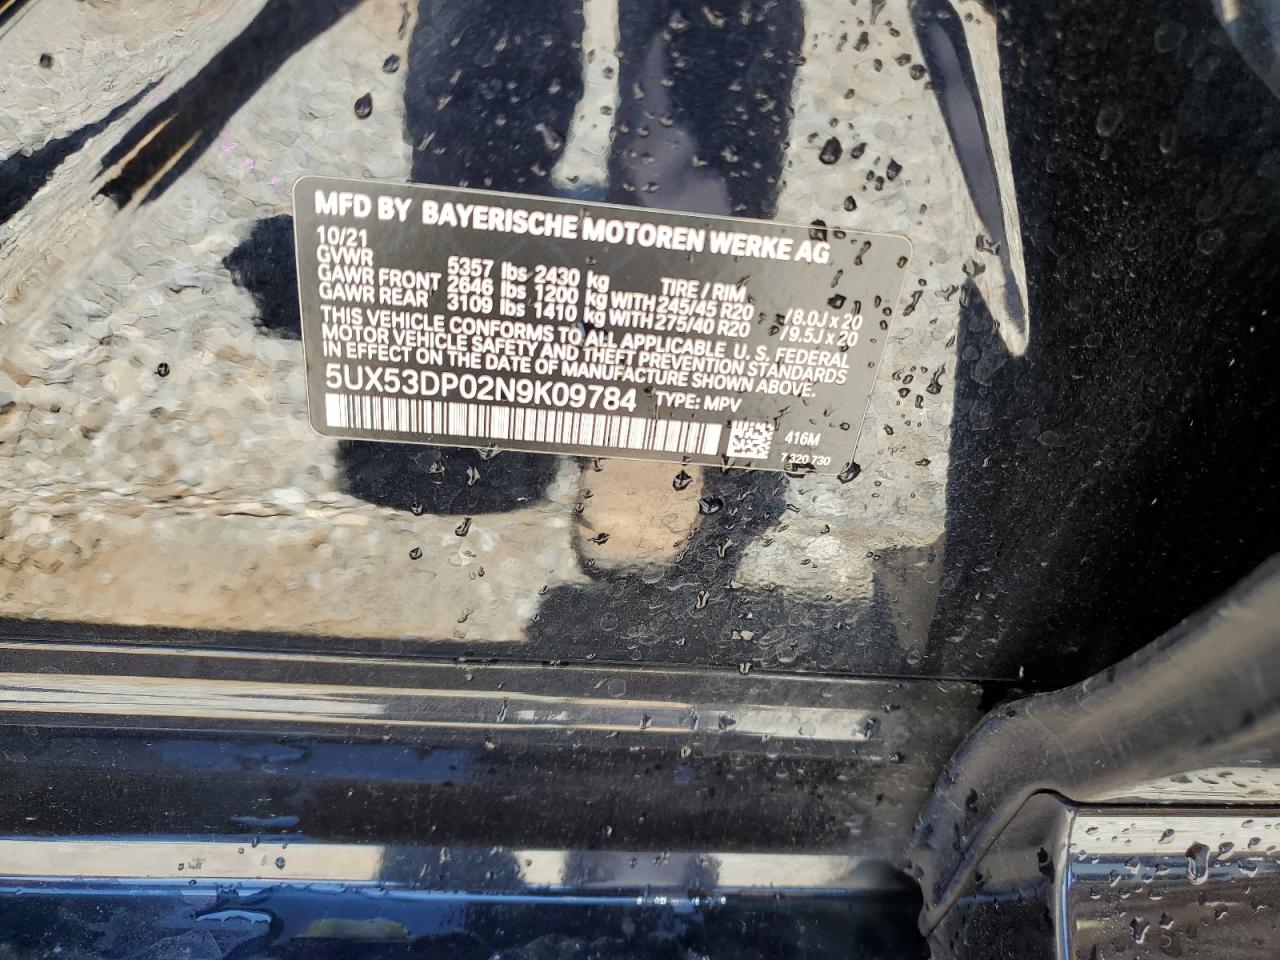 MFD BY BAYERISCHE MOTOREN WERKE AG
10/21
GVWR 5357 lbs 2430 kg TIRE / RIM
GAWR FRONT 2646 lbs 1200 kg WITH 245/45 R20 /8.0J x 20
GAWR REAR 3109 lbs 1410 kg WITH 275/40 R20 /9.5J x 20
THIS VEHICLE CONFORMS TO ALL APPLICABLE U.S. FEDERAL
MOTOR VEHICLE SAFETY AND THEFT PREVENTION STANDARDS
IN EFFECT ON THE DATE OF MANUFACTURE SHOWN ABOVE.
5UX53DP02N9K09784 TYPE: MPV
416M
7 320 730